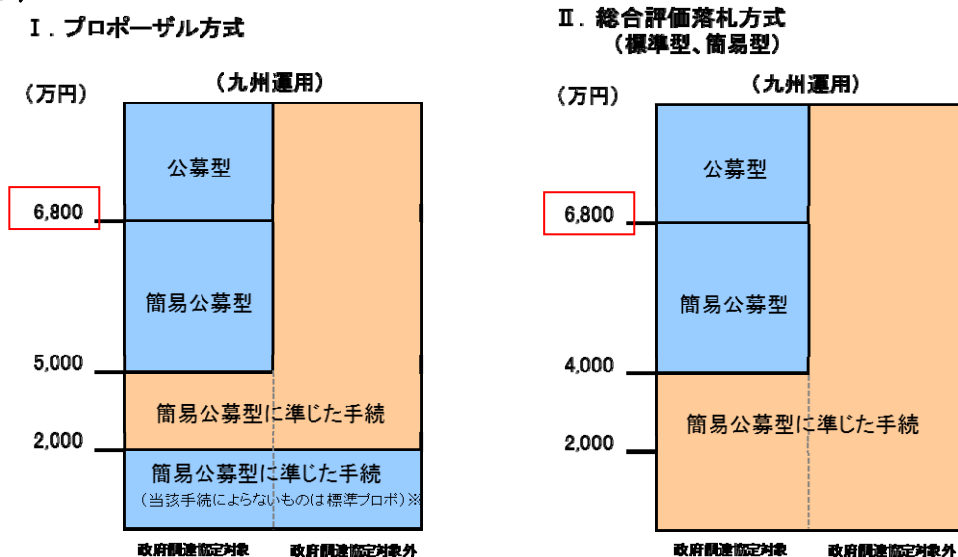 Ⅰ．プロポーザル方式
（九州運用）
（万円）
公募型
6,800
簡易公募型
5,000
簡易公募型に準じた手続
2,000
簡易公募型に準じた手続
（当該手続によらないものは標準プロポ）※
政府調達協定対象 政府調達協定対象外
Ⅱ．総合評価落札方式
（標準型、簡易型）
（九州運用）
（万円）
公募型
6,800
簡易公募型
4,000
簡易公募型に準じた手続
2,000
政府調達協定対象 政府調達協定対象外